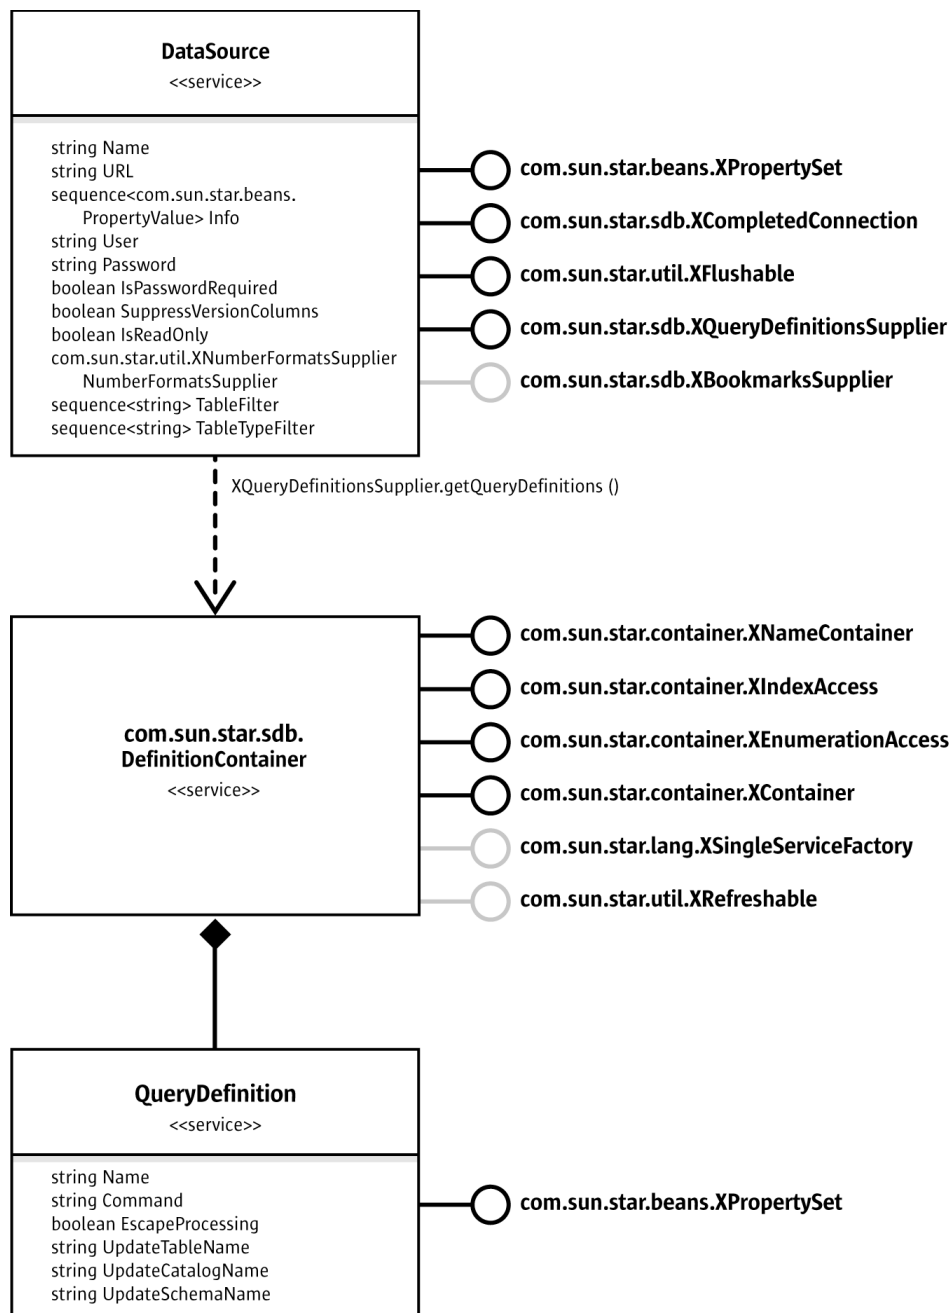 DataSource
<<service>>
string Name
string URL
sequence<com.sun.star.beans.
PropertyValue> Info
string User
string Password
boolean IsPasswordRequired
boolean SuppressVersionColumns
boolean IsReadOnly
com.sun.star.util.XNumberFormatsSupplier
NumberFormatsSupplier
sequence<string> TableFilter
sequence<string> TableTypeFilter
com.sun.star.beans.XPropertySet
com.sun.star.sdb.XCompletedConnection
com.sun.star.util.XFlushable
com.sun.star.sdb.XQueryDefinitionsSupplier
com.sun.star.sdb.XBookmarksSupplier
XQueryDefinitionsSupplier.getQueryDefinitions ()
com.sun.star.sdb.
DefinitionContainer
<<service>>
com.sun.star.container.XNameContainer
com.sun.star.container.XIndexAccess
com.sun.star.container.XEnumerationAccess
com.sun.star.container.XContainer
com.sun.star.lang.XSingleServiceFactory
com.sun.star.util.XRefreshable
QueryDefinition
<<service>>
string Name
string Command
boolean EscapeProcessing
string UpdateTableName
string UpdateCatalogName
string UpdateSchemaName
com.sun.star.beans.XPropertySet